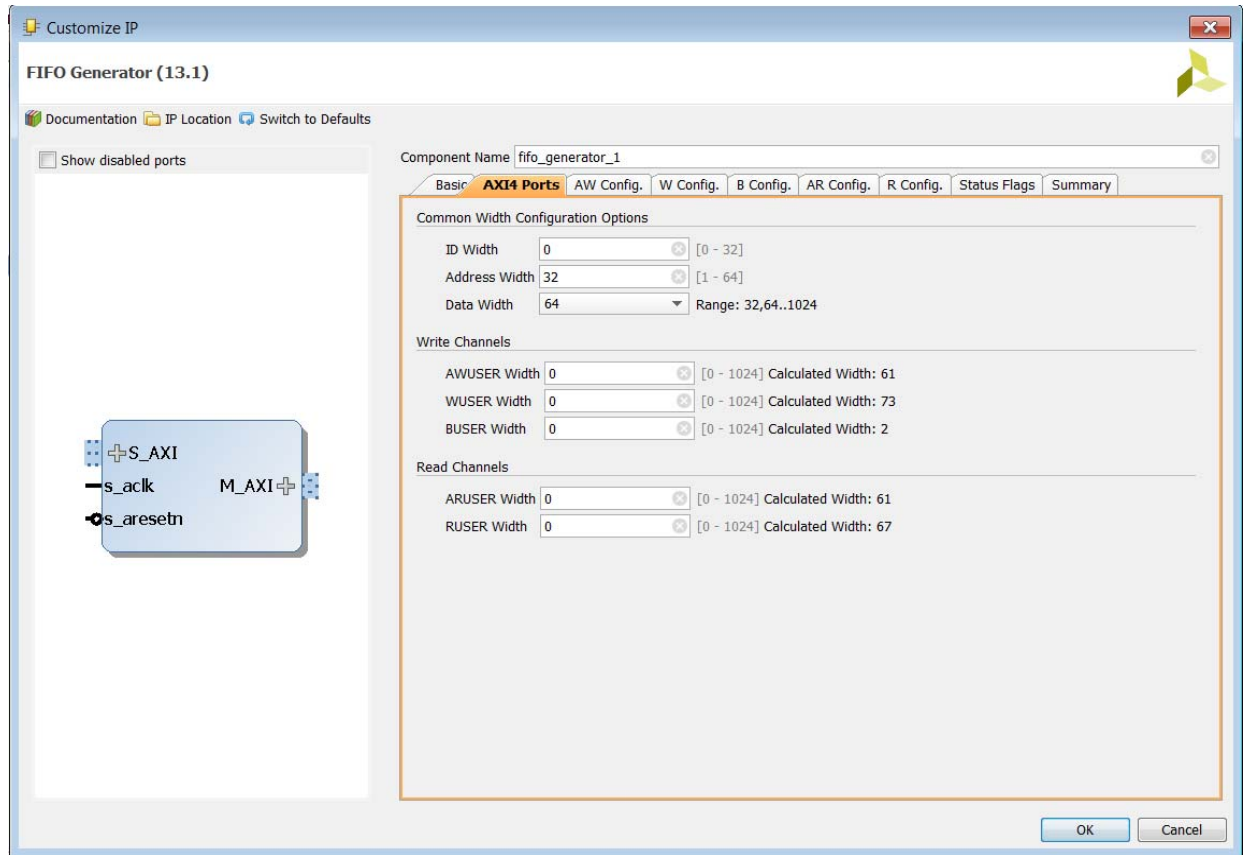 Customize IP
FIFO Generator (13.1)
Documentation IP Location Switch to Defaults
Show disabled ports
S_AXI
s_aclk M_AXI
s_aresetn
Component Name fifo_generator_1
Basic AXI4 Ports AW Config. W Config. B Config. AR Config. R Config. Status Flags Summary
Common Width Configuration Options
ID Width 0 [0 - 32]
Address Width 32 [1 - 64]
Data Width 64 Range: 32,64..1024
Write Channels
AWUSER Width 0 [0 - 1024] Calculated Width: 61
WUSER Width 0 [0 - 1024] Calculated Width: 73
BUSER Width 0 [0 - 1024] Calculated Width: 2
Read Channels
ARUSER Width 0 [0 - 1024] Calculated Width: 61
RUSER Width 0 [0 - 1024] Calculated Width: 67
OK Cancel